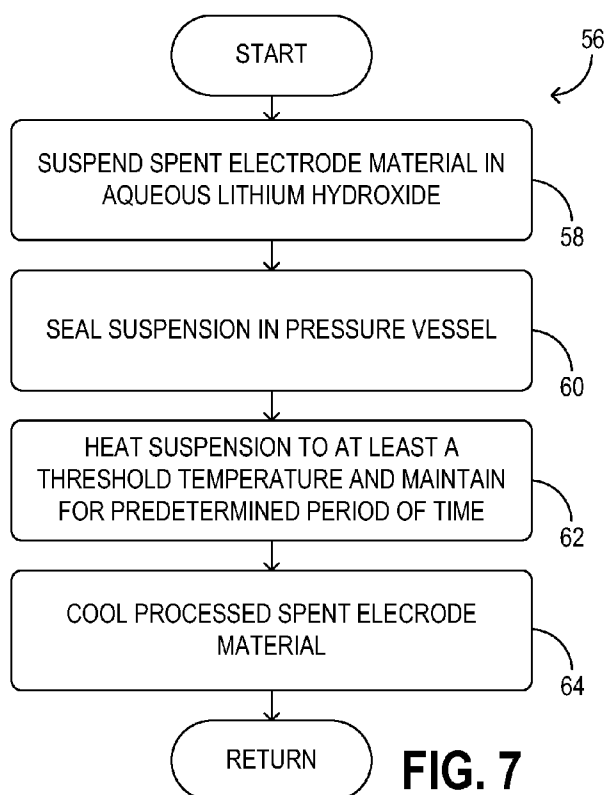 START
56
SUSPEND SPENT ELECTRODE MATERIAL IN
AQUEOUS LITHIUM HYDROXIDE
58
SEAL SUSPENSION IN PRESSURE VESSEL
60
HEAT SUSPENSION TO AT LEAST A
THRESHOLD TEMPERATURE AND MAINTAIN
FOR PREDETERMINED PERIOD OF TIME
62
COOL PROCESSED SPENT ELECRODE
MATERIAL
64
RETURN
FIG. 7